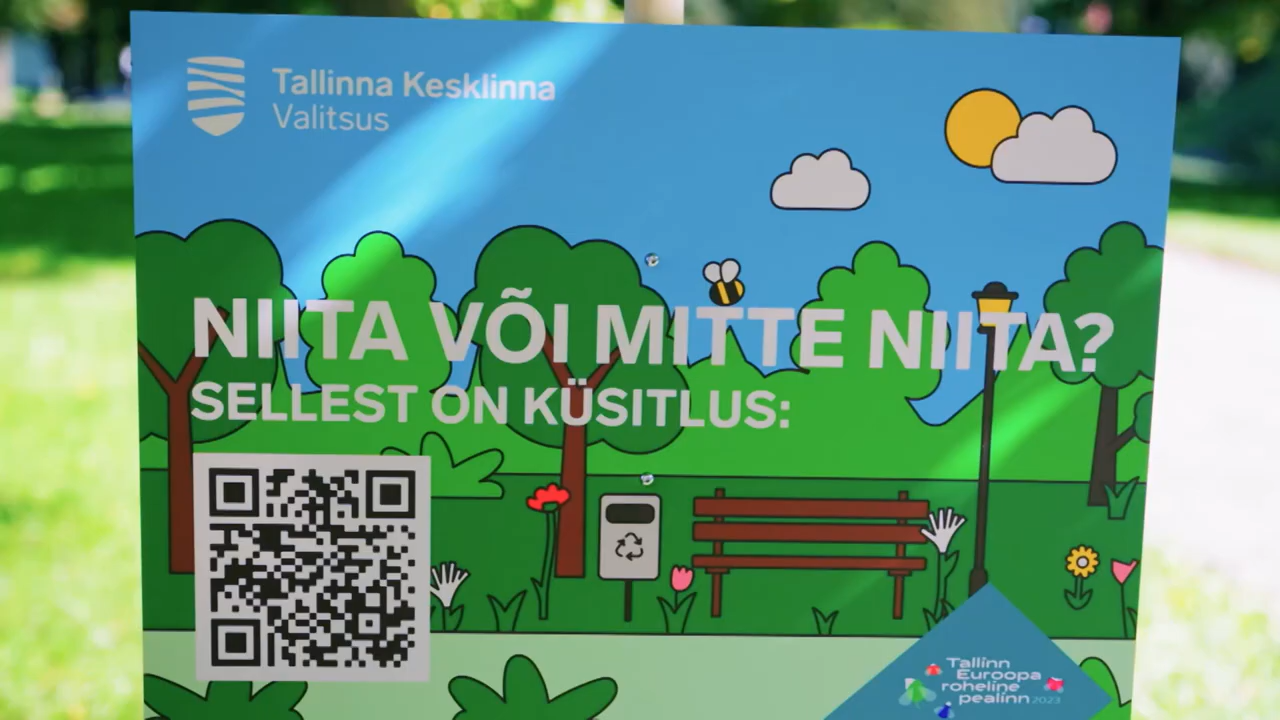 Tallinna Kesklinna
Valitsus
NIITA VÕI MITTE NIITA?
SELLEST ON KÜSITLUS:
Tallinn
Euroopa
roheline
pealinn 2023